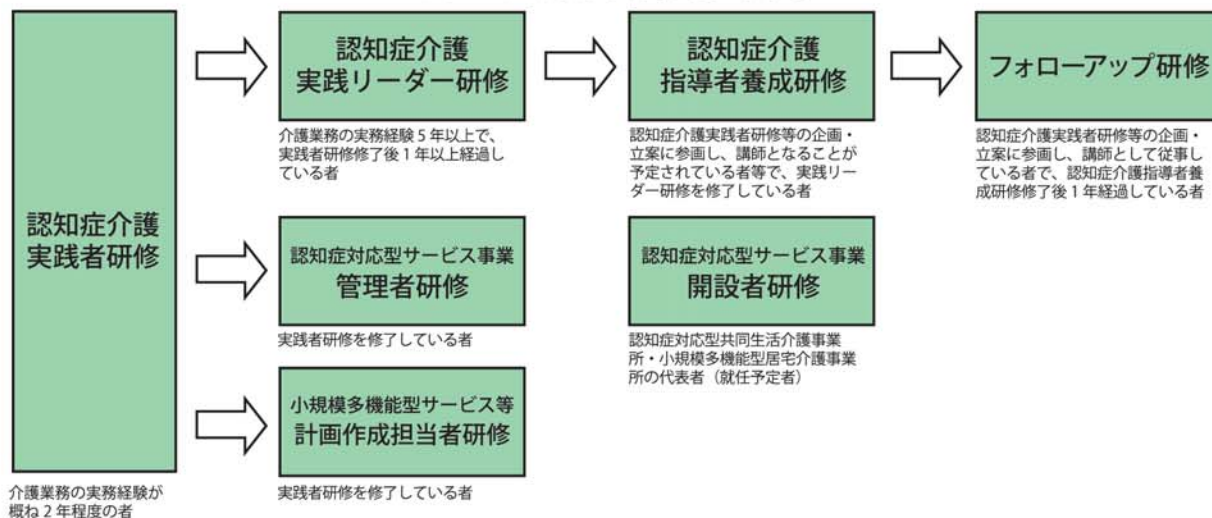 認知症介護
実践者研修
介護業務の実務経験が
概ね２年程度の者
認知症介護
実践リーダー研修
介護業務の実務経験５年以上で、
実践者研修修了後１年以上経過し
ている者
認知症介護
指導者養成研修
認知症介護実践者研修等の企画・
立案に参画し、講師となることが
予定されている者等で、実践リー
ダー研修を修了している者
フォローアップ研修
認知症介護実践者研修等の企画・
立案に参画し、講師として従事し
ている者で、認知症介護指導者養
成研修修了後１年経過している者
認知症対応型サービス事業
管理者研修
実践者研修を修了している者
認知症対応型サービス事業
開設者研修
認知症対応型共同生活介護事業
所・小規模多機能型居宅介護事業
所の代表者（就任予定者）
小規模多機能型サービス等
計画作成担当者研修
実践者研修を修了している者